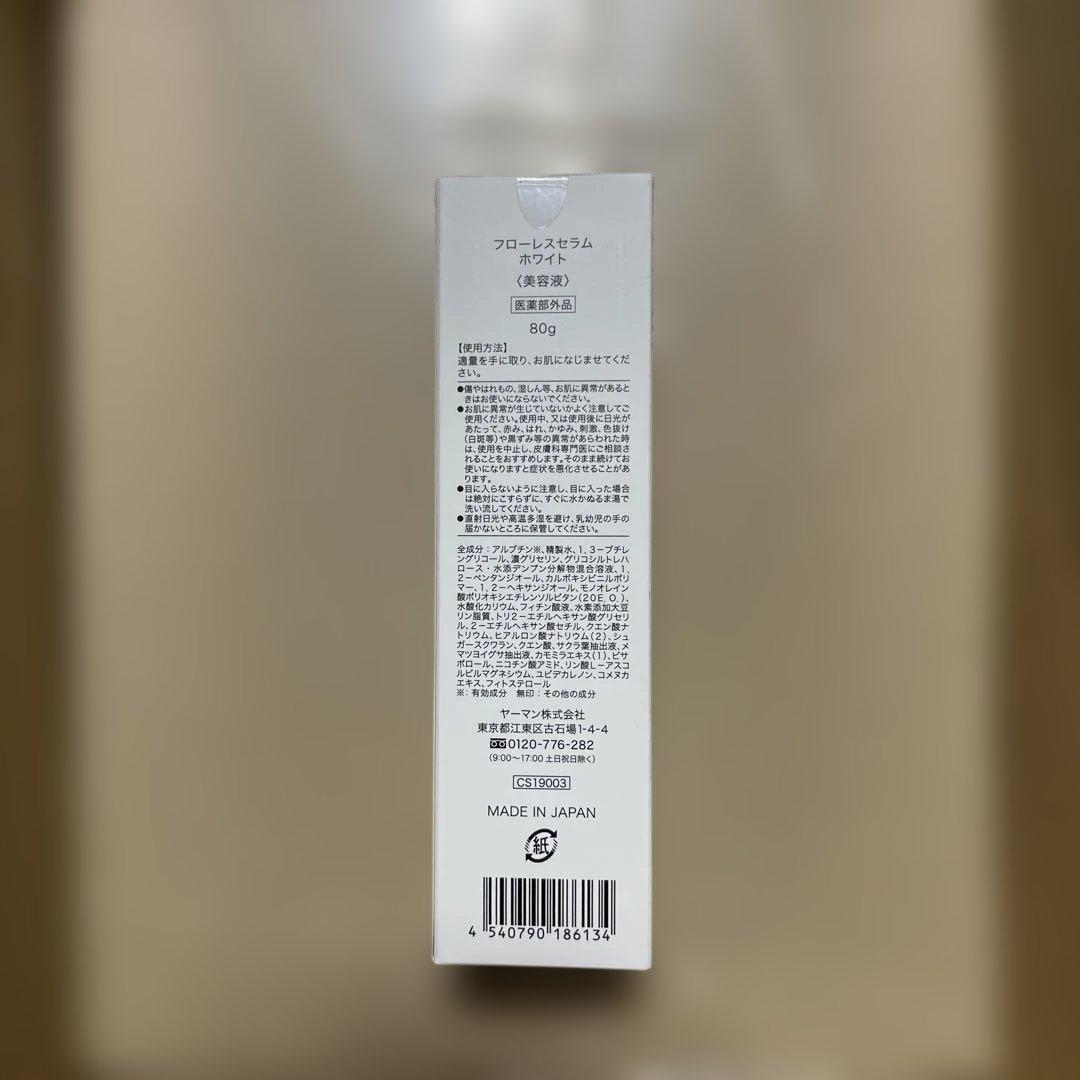 フローレスセラム
ホワイト
〈美容液〉
医薬部外品
80g
【使用方法】
適量を手に取り、お肌になじませてくだ
さい。
●傷やはれもの、湿しん等、お肌に異常があると
きはお使いにならないでください。
●お肌に異常が生じていないかよく注意してご
使用ください。使用中、又は使用後に日光が
あたって、赤み、はれ、かゆみ、刺激、色抜け
(白斑等)や黒ずみ等の異常があらわれた時
は、使用を中止し、皮膚科専門医にご相談さ
れることをおすすめします。そのまま続けてお
使いになりますと症状を悪化させることがあ
ります。
●目に入らないように注意し、目に入った場合
は絶対にこすらずに、すぐに水かぬるま湯で
洗い流してください。
●直射日光や高温多湿を避け、乳幼児の手の
届かないところに保管してください。
全成分：アルブチン※、精製水、1，3－ブチレ
ングリコール、濃グリセリン、グリコシルトレハ
ロース・水添デンプン分解物混合溶液、1，
2－ペンタンジオール、カルボキシビニルポリ
マー、1，2－ヘキサンジオール、モノオレイン
酸ポリオキシエチレンソルビタン(20E.O.)、
水酸化カリウム、フィチン酸液、水素添加大豆
リン脂質、トリ2－エチルヘキサン酸グリセリ
ル、2－エチルヘキサン酸セチル、クエン酸ナ
トリウム、ヒアルロン酸ナトリウム(2)、シュ
ガースクワラン、クエン酸、サクラ葉抽出液、メ
マツヨイグサ抽出液、カモミラエキス(1)、ビサ
ボロール、ニコチン酸アミド、リン酸L－アスコ
ルビルマグネシウム、ユビデカレノン、コメヌカ
エキス、フィトステロール
※：有効成分　無印：その他の成分
ヤーマン株式会社
東京都江東区古石場1-4-4
0120-776-282
(9:00〜17:00 土日祝日除く)
CS19003
MADE IN JAPAN
紙
4 540790 186134